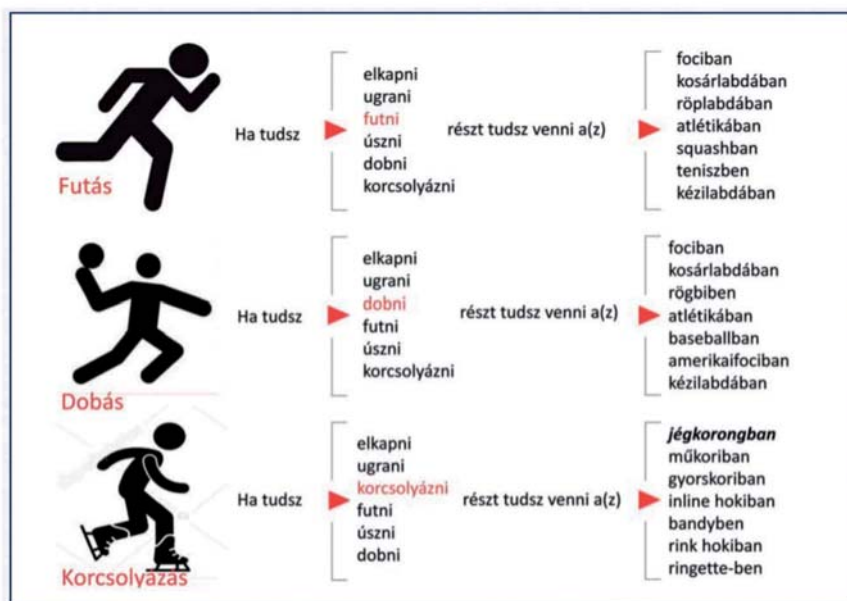 Futás
Ha tudsz
elkapni
ugrani
futni
úszni
dobni
korcsolyázni
részt tudsz venni a(z)
fociban
kosárlabdában
röplabdában
atlétikában
squashban
teniszben
kézilabdában
Dobás
Ha tudsz
elkapni
ugrani
dobni
futni
úszni
korcsolyázni
részt tudsz venni a(z)
fociban
kosárlabdában
rögbiben
atlétikában
baseballban
amerikaifociban
kézilabdában
Korcsolyázás
Ha tudsz
elkapni
ugrani
korcsolyázni
futni
úszni
dobni
részt tudsz venni a(z)
jégkorongban
műkoriban
gyorskoriban
inline hokiban
bandyben
rink hokiban
ringette-ben